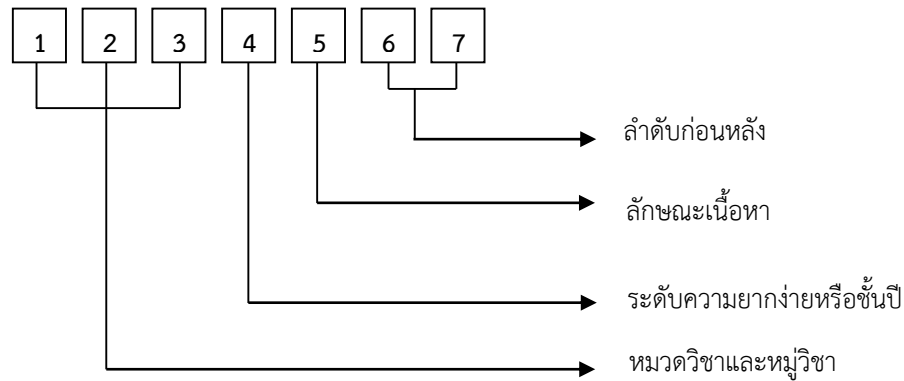 1 2 3 4 5 6 7
ลำดับก่อนหลัง
ลักษณะเนื้อหา
ระดับความยากง่ายหรือชั้นปี
หมวดวิชาและหมู่วิชา